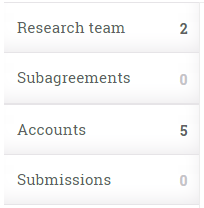 Research team 2
Subagreements 0
Accounts 5
Submissions 0